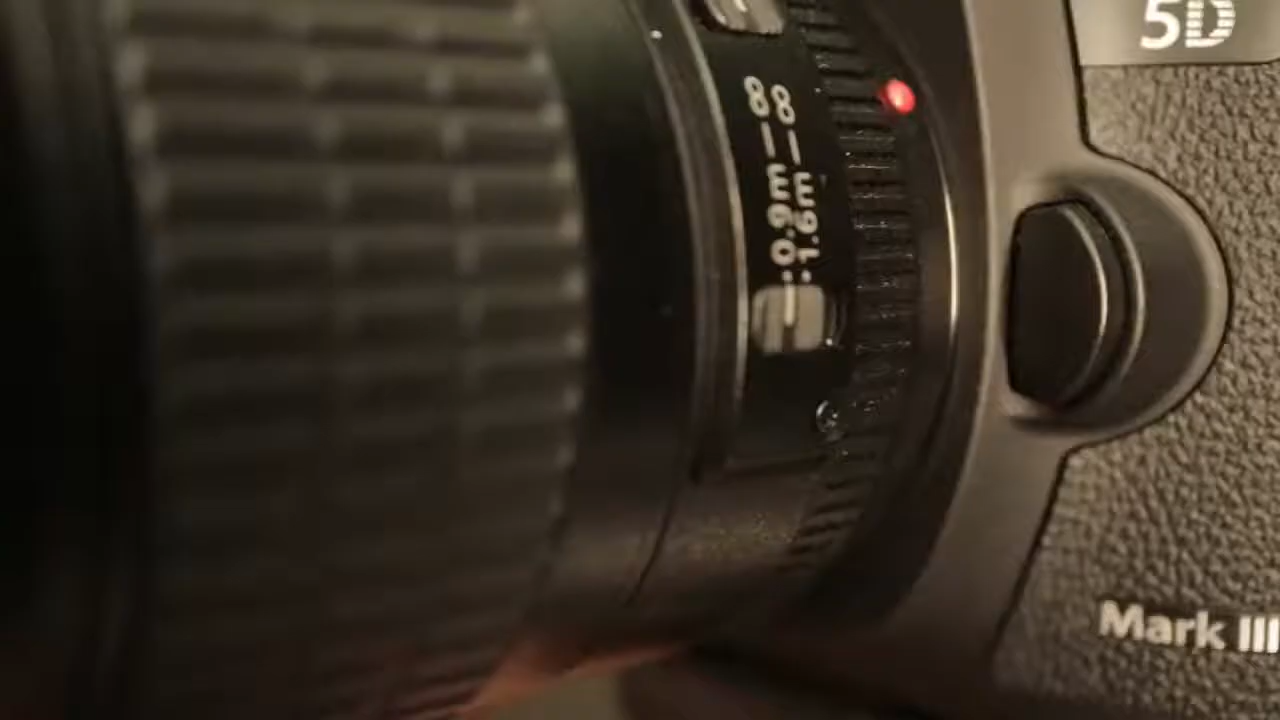 5D
0.9m—∞
1.6m—∞
Mark III